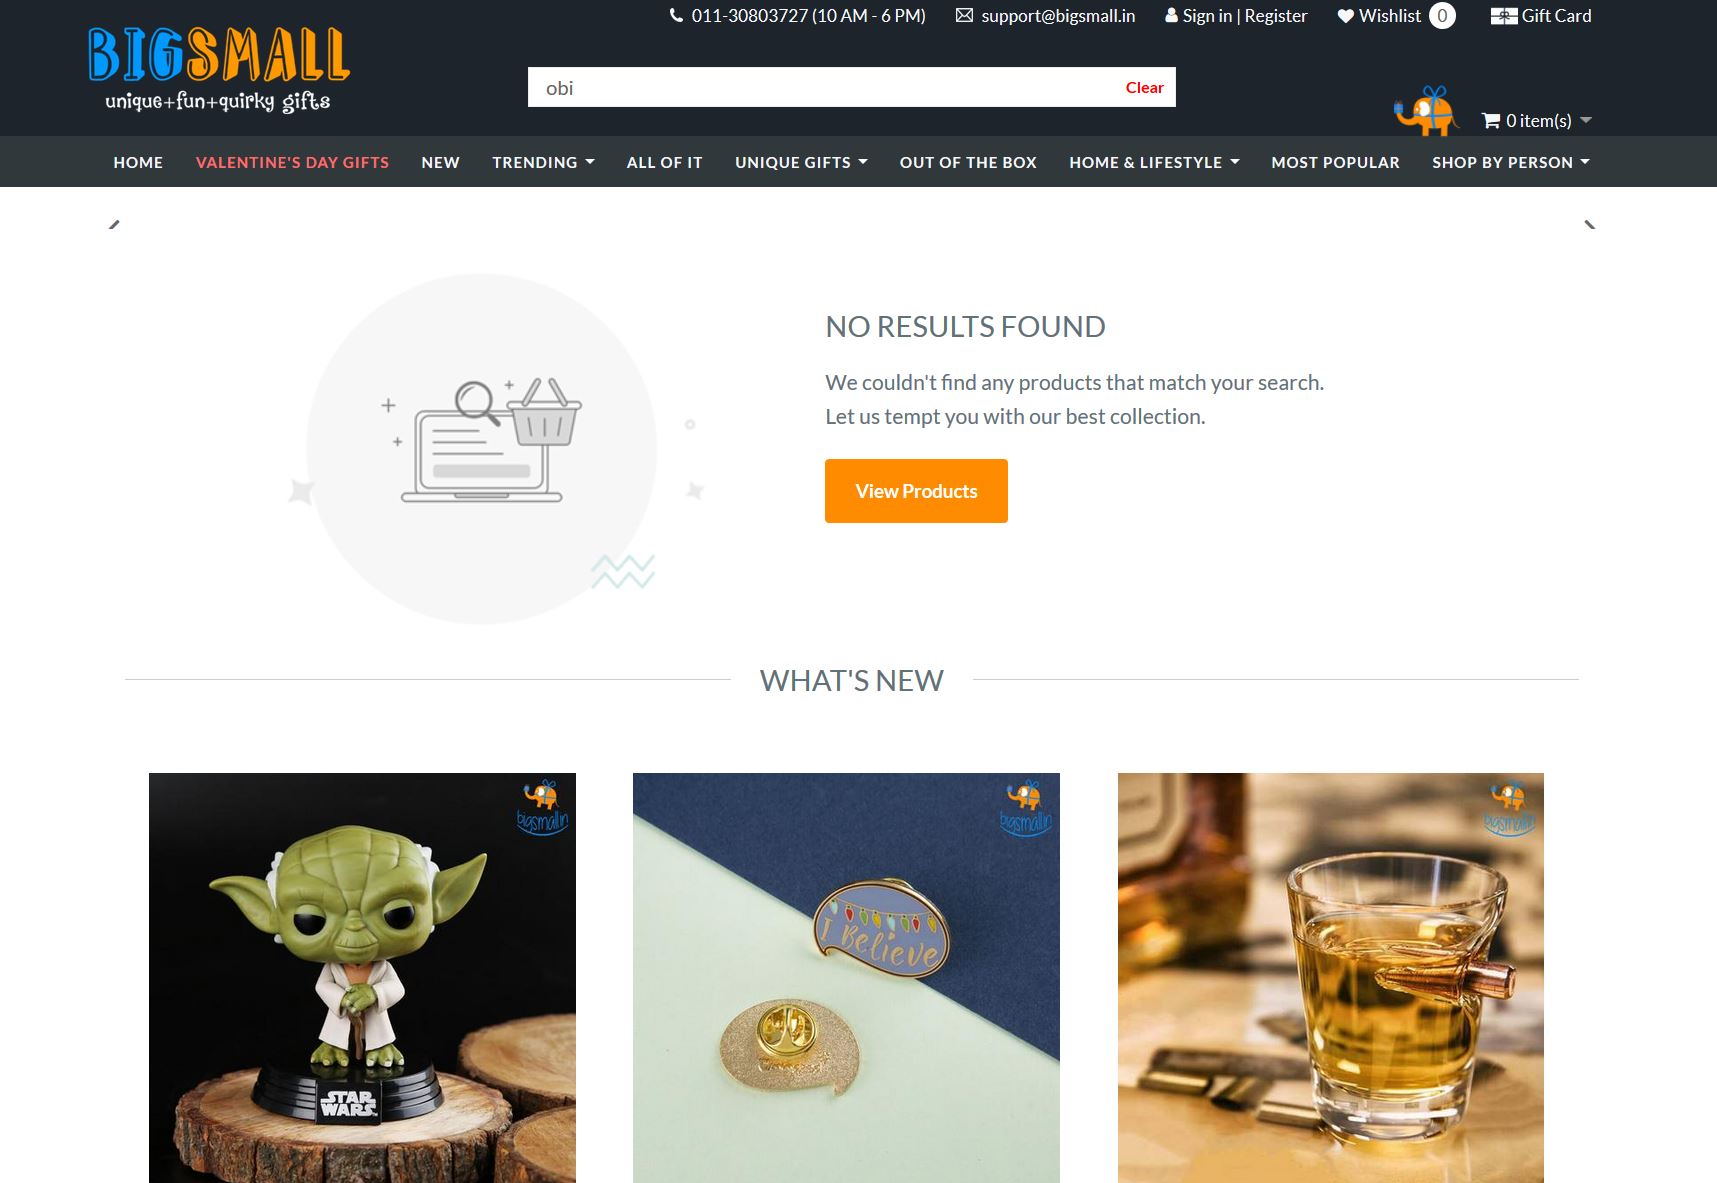 011-30803727 (10 AM - 6 PM)
support@bigsmall.in
Sign in | Register
Wishlist 0
Gift Card
BIGSMALL
unique+fun+quirky gifts
obi
Clear
0 item(s)
HOME
VALENTINE'S DAY GIFTS
NEW
TRENDING
ALL OF IT
UNIQUE GIFTS
OUT OF THE BOX
HOME & LIFESTYLE
MOST POPULAR
SHOP BY PERSON
NO RESULTS FOUND
We couldn't find any products that match your search.
Let us tempt you with our best collection.
View Products
WHAT'S NEW
bigsmall.in
STAR
WARS
bigsmall.in
I Believe
bigsmall.in